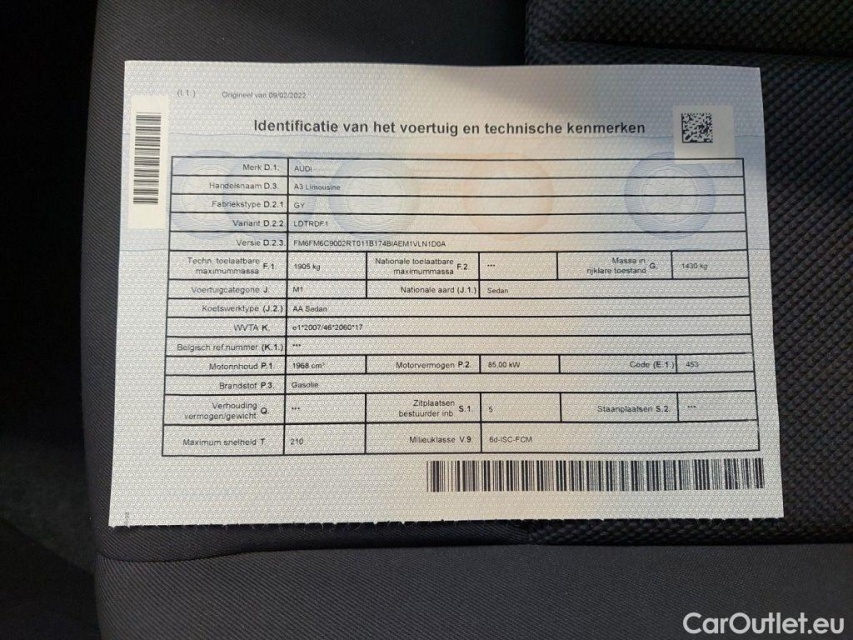 (I.1.) Origineel van 09/02/2022
Identificatie van het voertuig en technische kenmerken
Merk D.1. AUDI
Handelsnaam D.3. A3 Limousine
Fabriekstype D.2.1 GY
Variant D.2.2 LDTRDF1
Versie D.2.3. FM6FM6C9002RT011B174BIAEM1VLN1D0A
Techn. toelaatbare maximummassa F.1. 1905 kg Nationale toelaatbare maximummassa F.2. --- Massa in rijklare toestand G. 1430 kg
Voertuigcategorie J. M1 Nationale aard (J.1.) Sedan
Koetswerktype (J.2.) AA Sedan
WVTA K. e1*2007/46*2060*17
Belgisch ref.nummer (K.1.) ---
Motorinhoud P.1. 1968 cm³ Motorvermogen P.2. 85,00 kW Code (E.1.) 453
Brandstof P.3. Gasolie
Verhouding vermogen/gewicht Q. --- Zitplaatsen bestuurder inb S.1. 5 Staanplaatsen S.2. ---
Maximum snelheid T. 210 Milieuklasse V.9. 6d-ISC-FCM
CarOutlet.eu